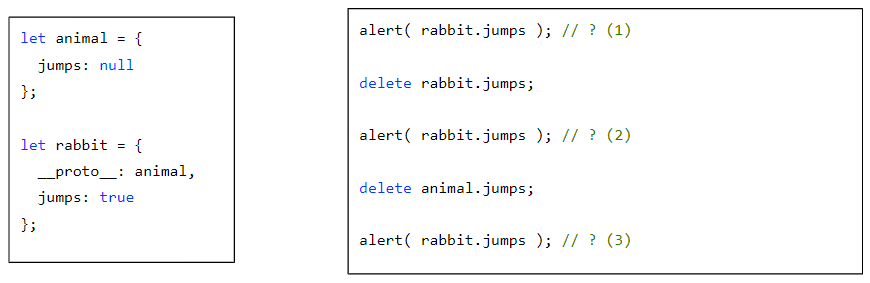 let animal = {
  jumps: null
};
let rabbit = {
  __proto__: animal,
  jumps: true
};
alert( rabbit.jumps ); // ? (1)
delete rabbit.jumps;
alert( rabbit.jumps ); // ? (2)
delete animal.jumps;
alert( rabbit.jumps ); // ? (3)